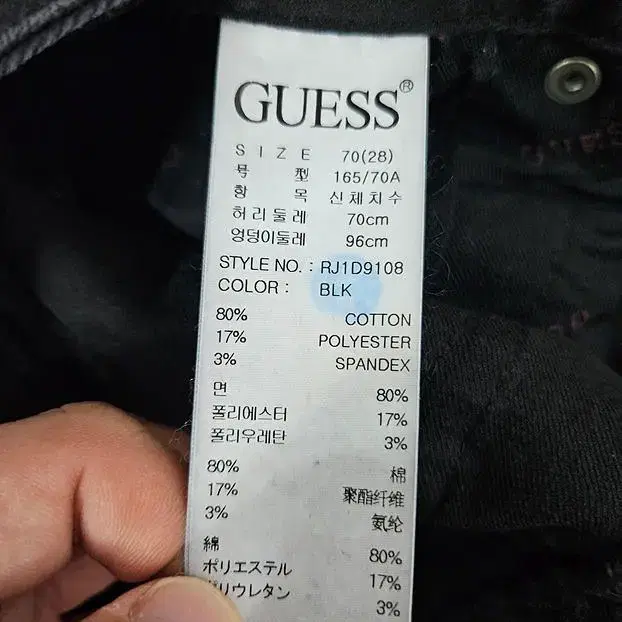 GUESS®
SIZE 70(28)
号 型 165/70A
항 목 신체치수
허리둘레 70cm
엉덩이둘레 96cm
STYLE NO. : RJ1D9108
COLOR : BLK
80% COTTON
17% POLYESTER
3% SPANDEX
면 80%
폴리에스터 17%
폴리우레탄 3%
80% 棉
17% 聚酯纤维
3% 氨纶
綿 80%
ポリエステル 17%
ポリウレタン 3%